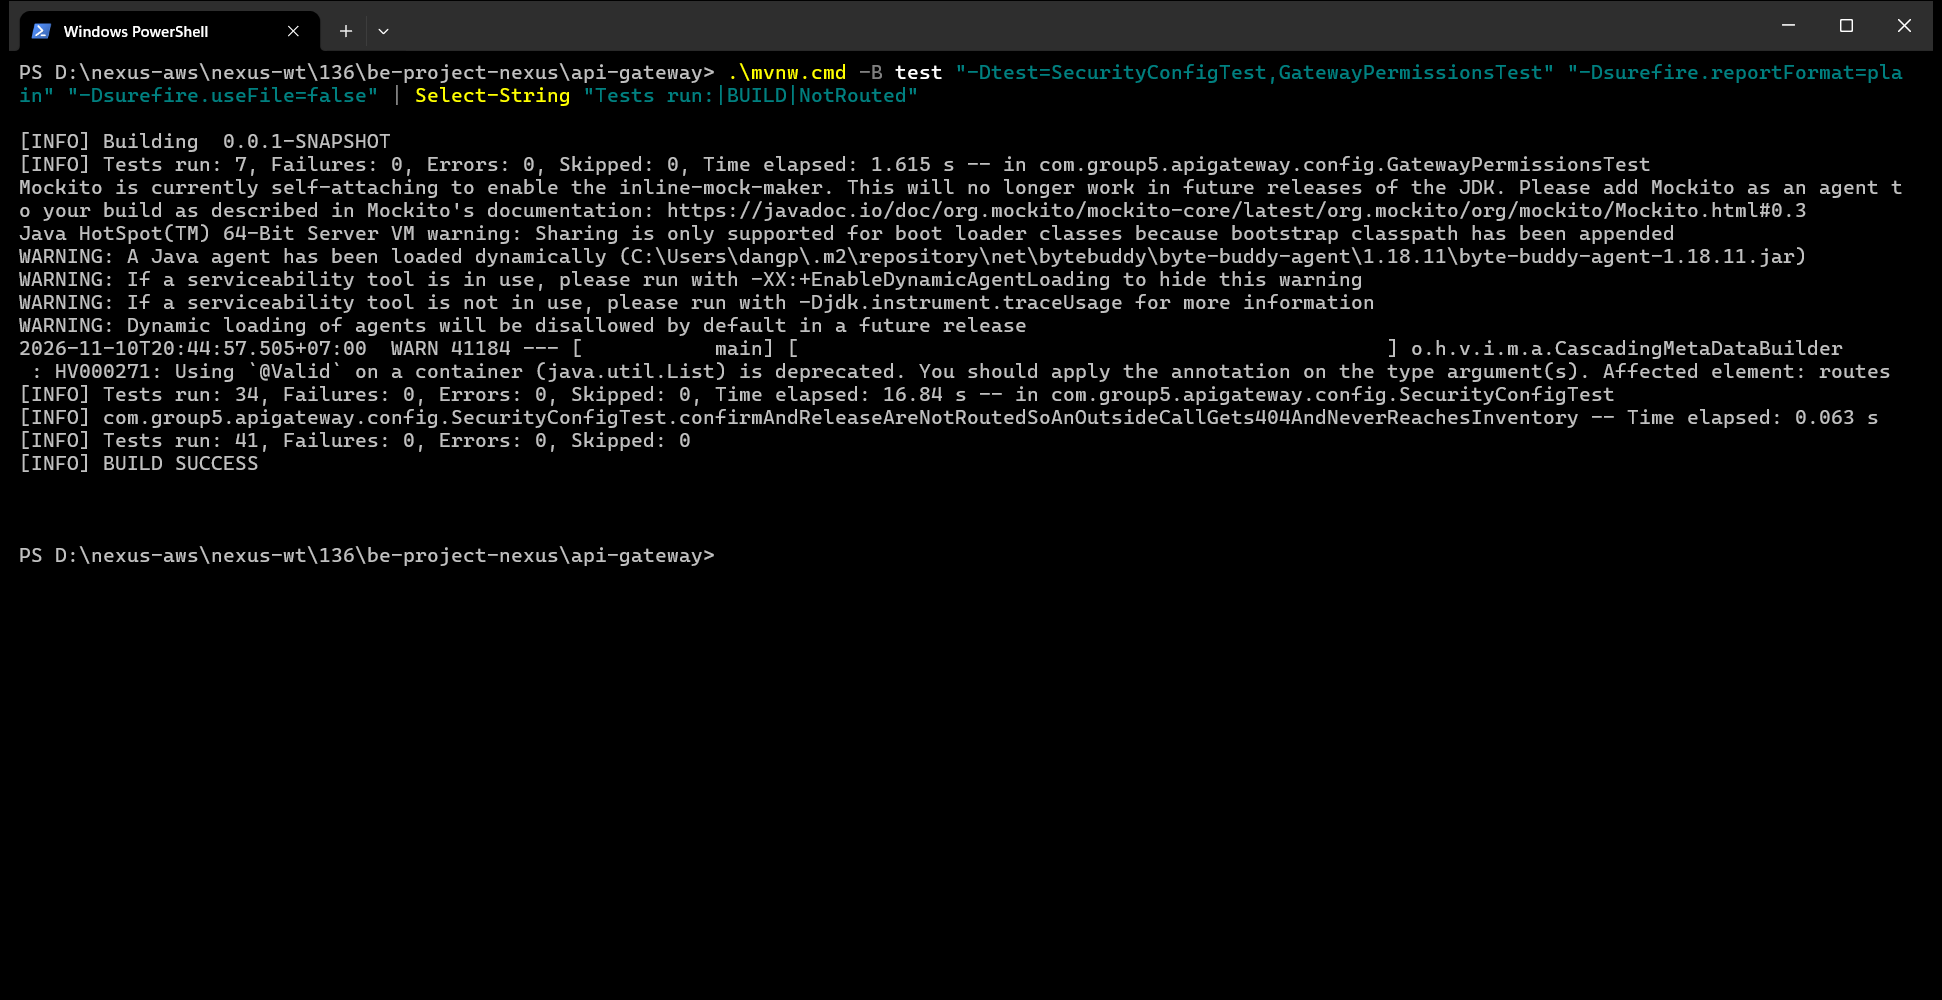 Windows PowerShell
PS D:\nexus-aws\nexus-wt\136\be-project-nexus\api-gateway> .\mvnw.cmd -B test "-Dtest=SecurityConfigTest,GatewayPermissionsTest" "-Dsurefire.reportFormat=pla
in" "-Dsurefire.useFile=false" | Select-String "Tests run:|BUILD|NotRouted"
[INFO] Building  0.0.1-SNAPSHOT
[INFO] Tests run: 7, Failures: 0, Errors: 0, Skipped: 0, Time elapsed: 1.615 s -- in com.group5.apigateway.config.GatewayPermissionsTest
Mockito is currently self-attaching to enable the inline-mock-maker. This will no longer work in future releases of the JDK. Please add Mockito as an agent t
o your build as described in Mockito's documentation: https://javadoc.io/doc/org.mockito/mockito-core/latest/org.mockito/org/mockito/Mockito.html#0.3
Java HotSpot(TM) 64-Bit Server VM warning: Sharing is only supported for boot loader classes because bootstrap classpath has been appended
WARNING: A Java agent has been loaded dynamically (C:\Users\dangp\.m2\repository\net\bytebuddy\byte-buddy-agent\1.18.11\byte-buddy-agent-1.18.11.jar)
WARNING: If a serviceability tool is in use, please run with -XX:+EnableDynamicAgentLoading to hide this warning
WARNING: If a serviceability tool is not in use, please run with -Djdk.instrument.traceUsage for more information
WARNING: Dynamic loading of agents will be disallowed by default in a future release
2026-11-10T20:44:57.505+07:00  WARN 41184 --- [           main] [                                                 ] o.h.v.i.m.a.CascadingMetaDataBuilder
 : HV000271: Using `@Valid` on a container (java.util.List) is deprecated. You should apply the annotation on the type argument(s). Affected element: routes
[INFO] Tests run: 34, Failures: 0, Errors: 0, Skipped: 0, Time elapsed: 16.84 s -- in com.group5.apigateway.config.SecurityConfigTest
[INFO] com.group5.apigateway.config.SecurityConfigTest.confirmAndReleaseAreNotRoutedSoAnOutsideCallGets404AndNeverReachesInventory -- Time elapsed: 0.063 s
[INFO] Tests run: 41, Failures: 0, Errors: 0, Skipped: 0
[INFO] BUILD SUCCESS
PS D:\nexus-aws\nexus-wt\136\be-project-nexus\api-gateway>